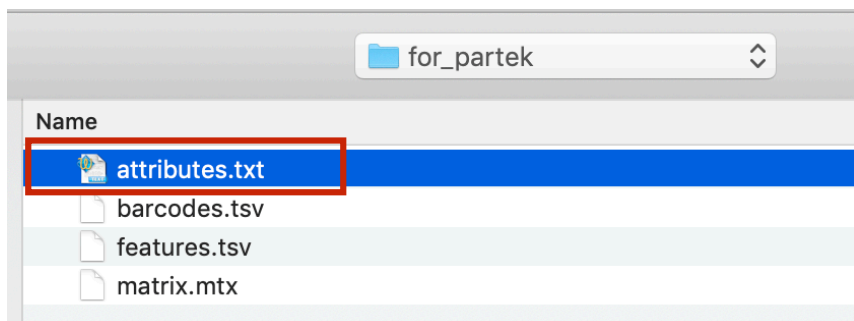 for_partek
Name
attributes.txt
barcodes.tsv
features.tsv
matrix.mtx